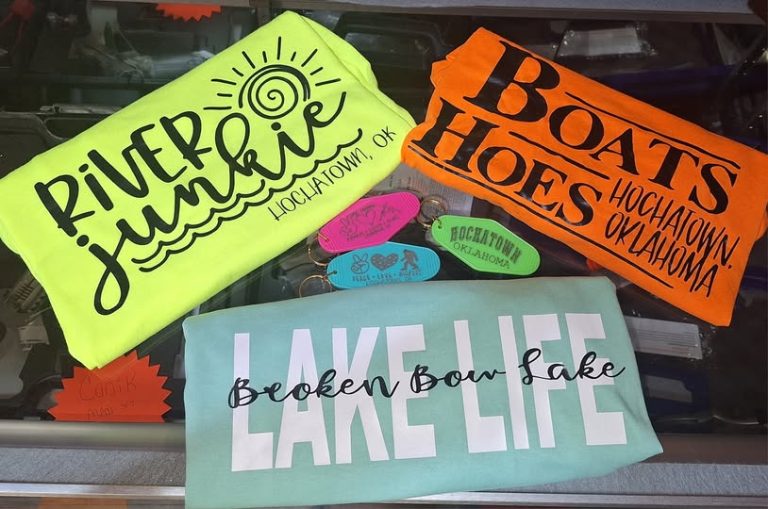 RiVER
junkie
HOCHATOWN, OK
BOATS
HOES
HOCHATOWN,
OKLAHOMA
HOCHATOWN
OKLAHOMA
LAKE LIFE
Broken Bow Lake